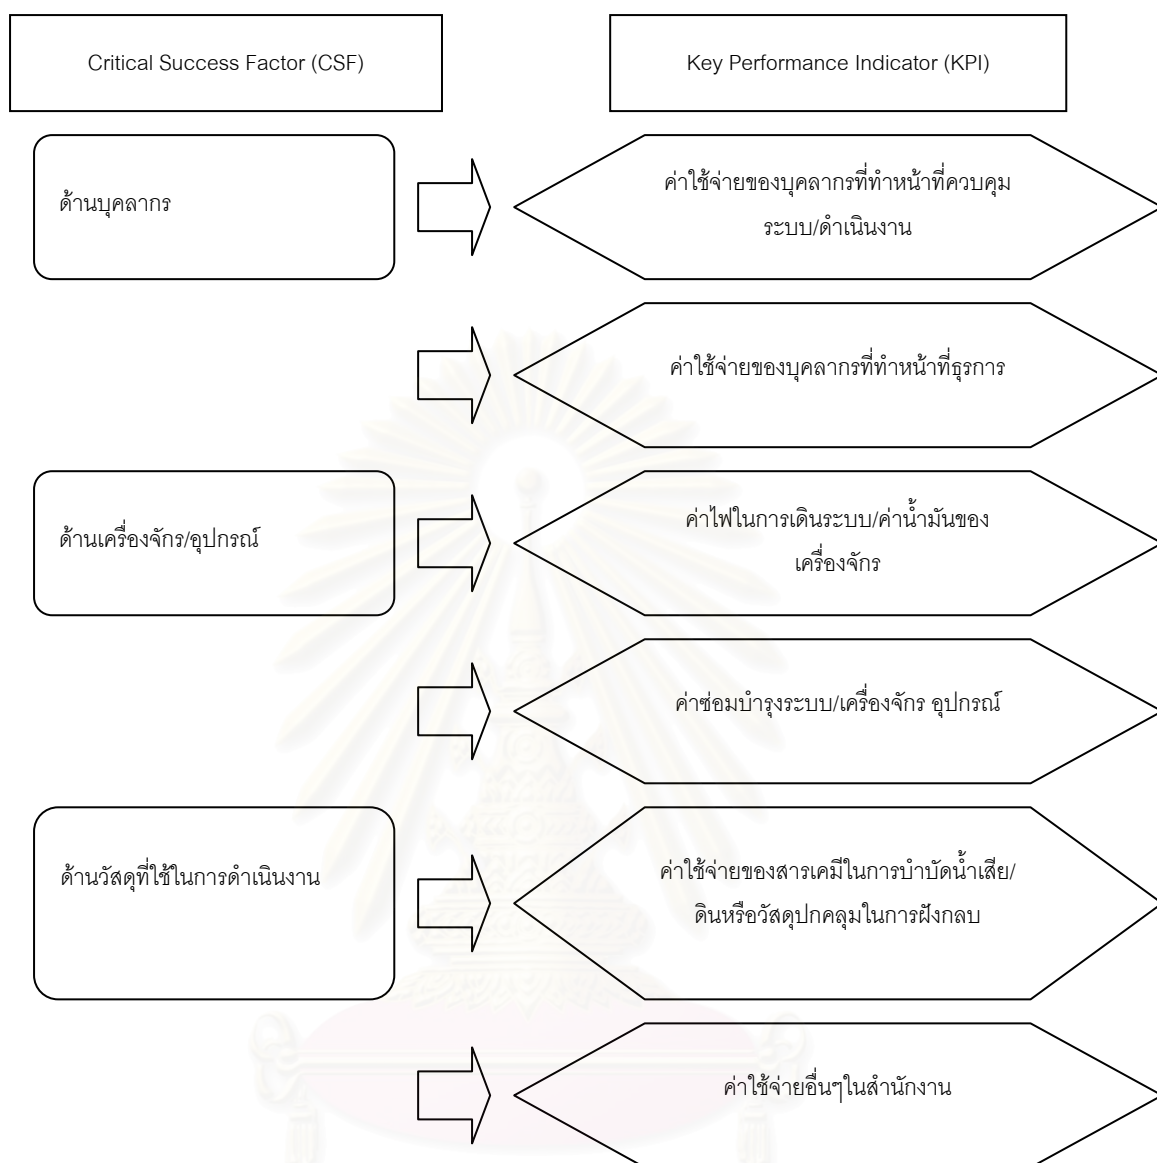 Critical Success Factor (CSF)
Key Performance Indicator (KPI)
ด้านบุคลากร
ค่าใช้จ่ายของบุคลากรที่ทำหน้าที่ควบคุม
ระบบ/ดำเนินงาน
ค่าใช้จ่ายของบุคลากรที่ทำหน้าที่ธุรการ
ด้านเครื่องจักร/อุปกรณ์
ค่าไฟในการเดินระบบ/ค่าน้ำมันของ
เครื่องจักร
ค่าซ่อมบำรุงระบบ/เครื่องจักร อุปกรณ์
ด้านวัสดุที่ใช้ในการดำเนินงาน
ค่าใช้จ่ายของสารเคมีในการบำบัดน้ำเสีย/
ดินหรือวัสดุปกคลุมในการฝังกลบ
ค่าใช้จ่ายอื่นๆในสำนักงาน